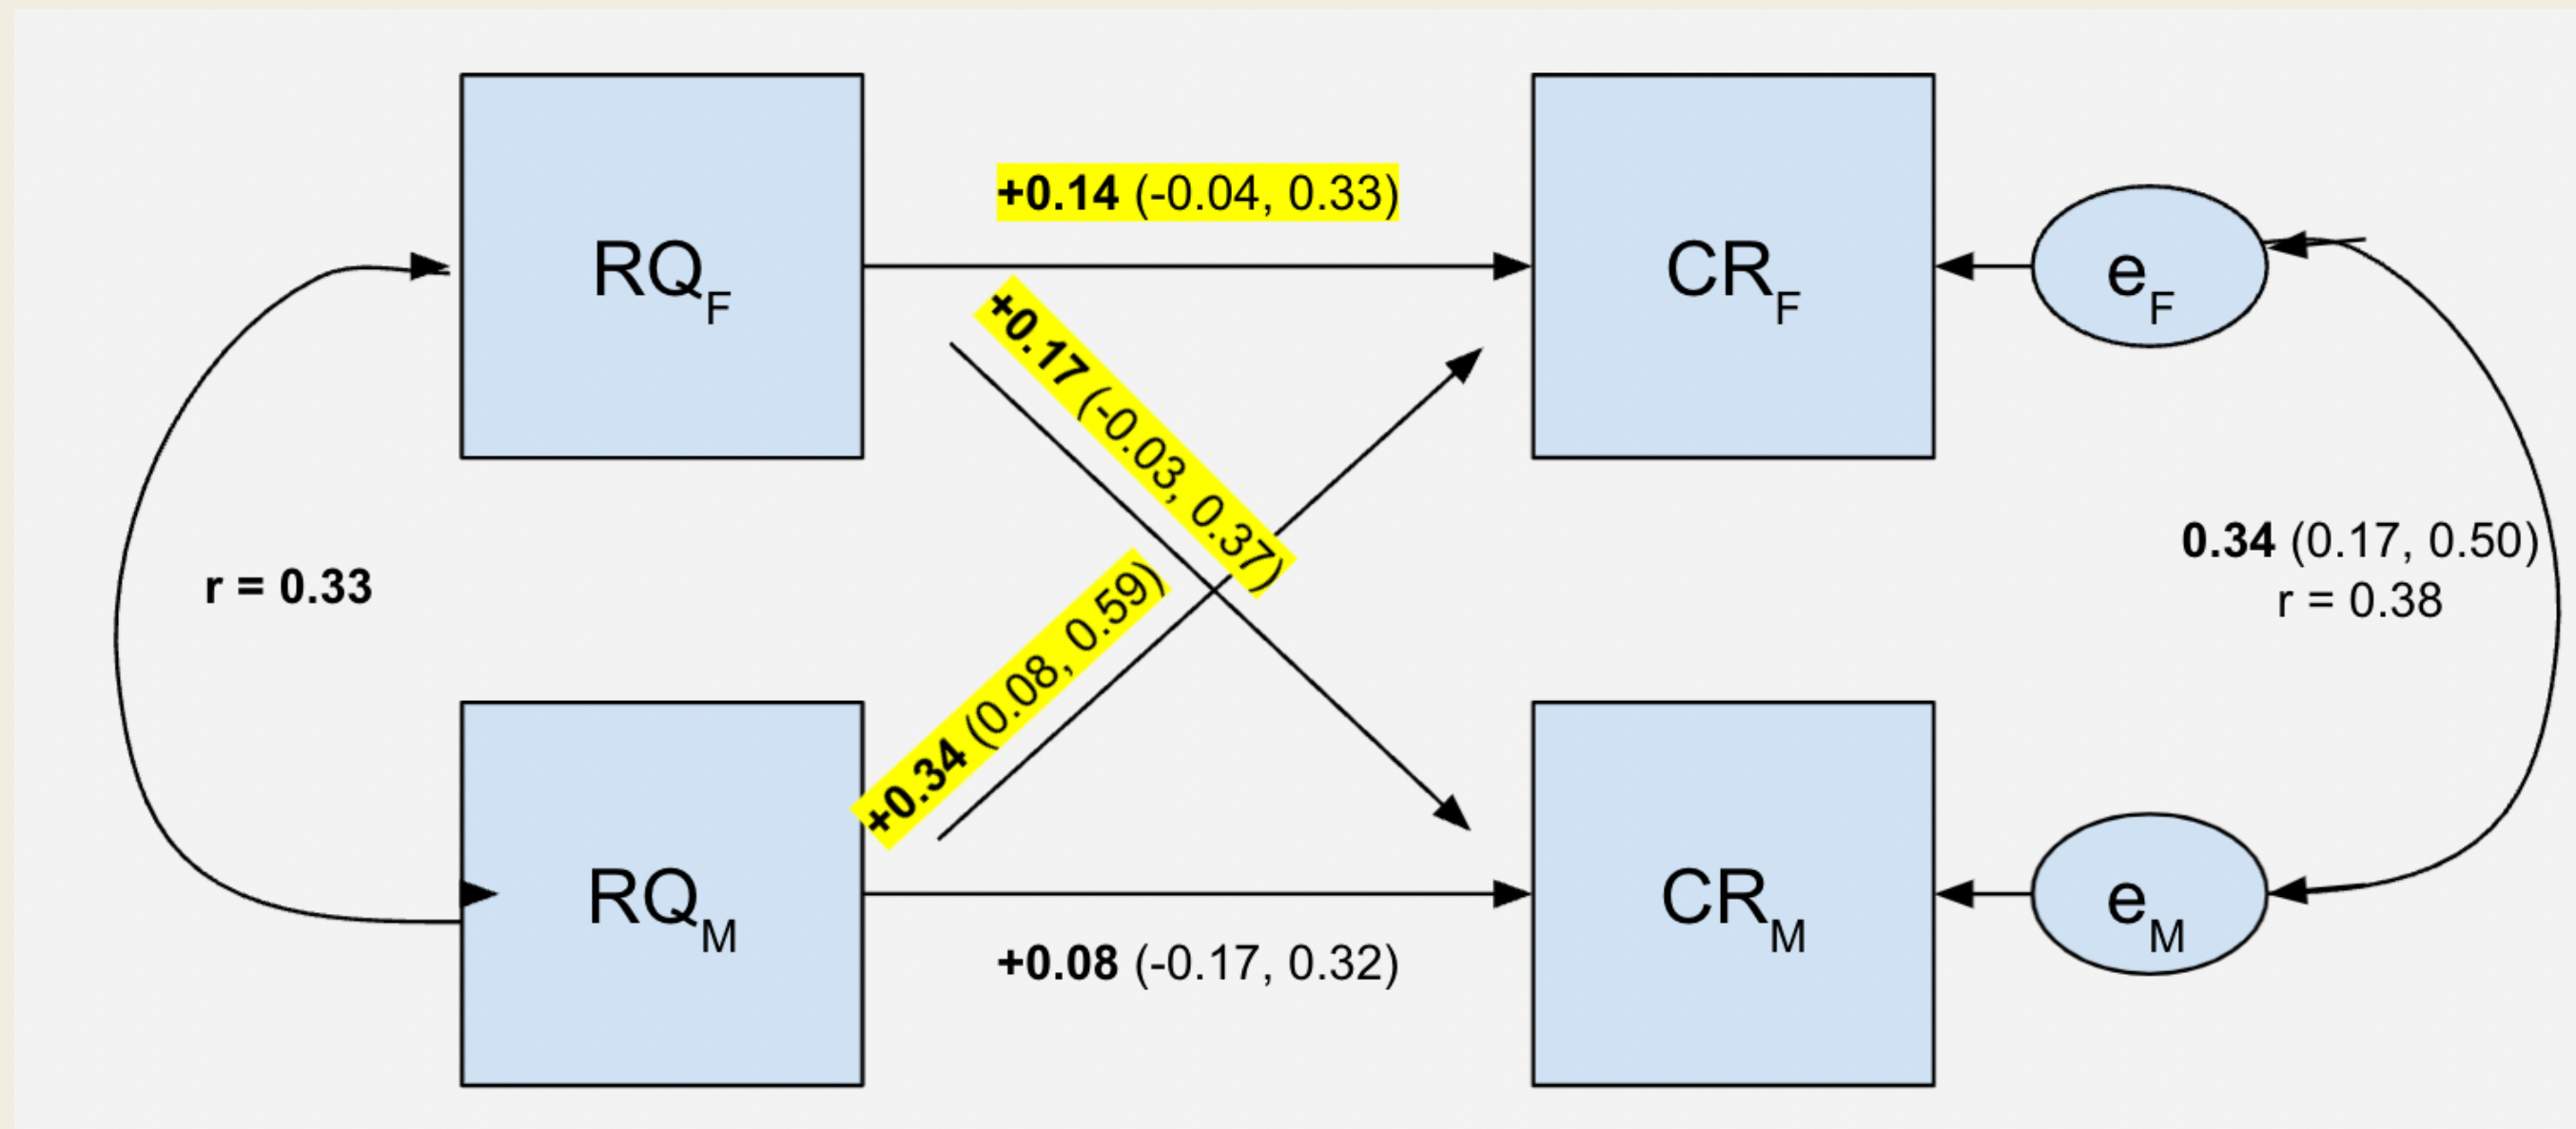 RQF
+0.14 (-0.04, 0.33)
CRF
eF
+0.17 (-0.03, 0.37)
r = 0.33
+0.34 (0.08, 0.59)
0.34 (0.17, 0.50)
r = 0.38
RQM
+0.08 (-0.17, 0.32)
CRM
eM